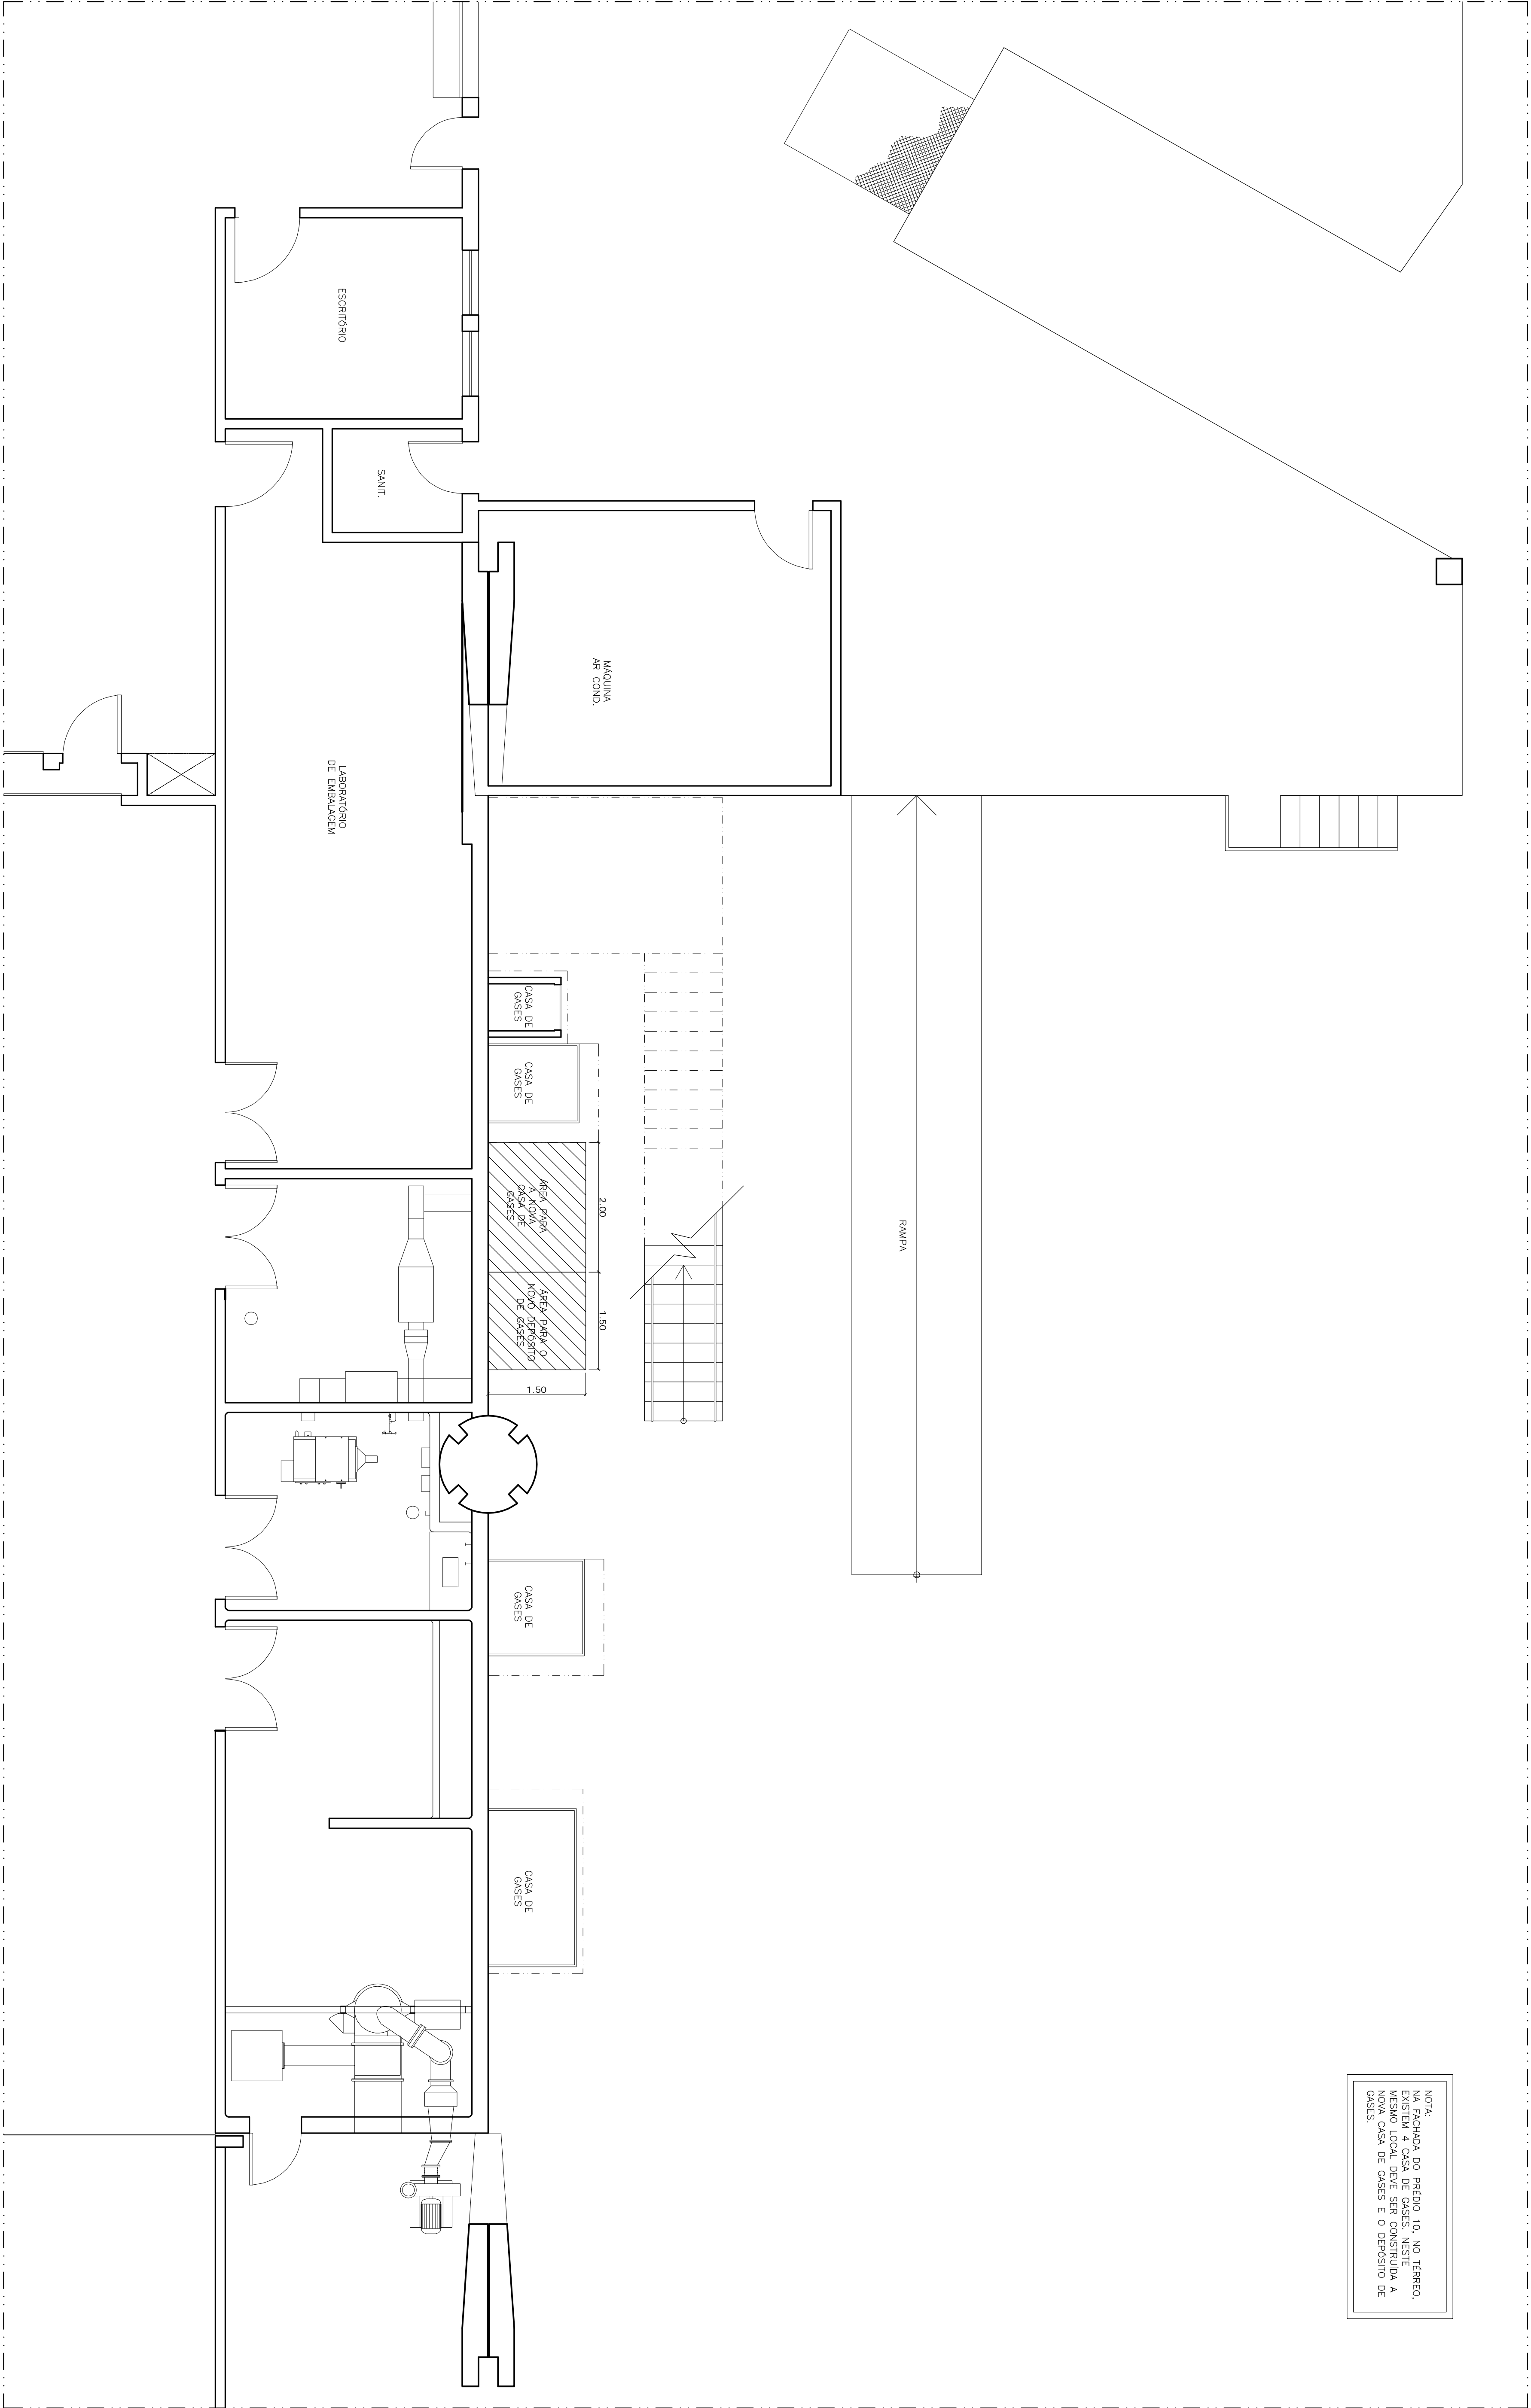 ESCRITÓRIO
SANIT.
MÁQUINA
AR COND.
LABORATÓRIO
DE EMBALAGEM
CASA DE
GASES
CASA DE
GASES
ÁREA PARA
A NOVA
CASA DE
GASES
2.00
ÁREA PARA O
NOVO DEPÓSITO
DE GASES
1.50
1.50
RAMPA
CASA DE
GASES
CASA DE
GASES
NOTA:
NA FACHADA DO PRÉDIO 10, NO TÉRREO,
EXISTEM 4 CASA DE GASES. NESTE
MESMO LOCAL DEVE SER CONSTRUÍDA A
NOVA CASA DE GASES E O DEPÓSITO DE
GASES.